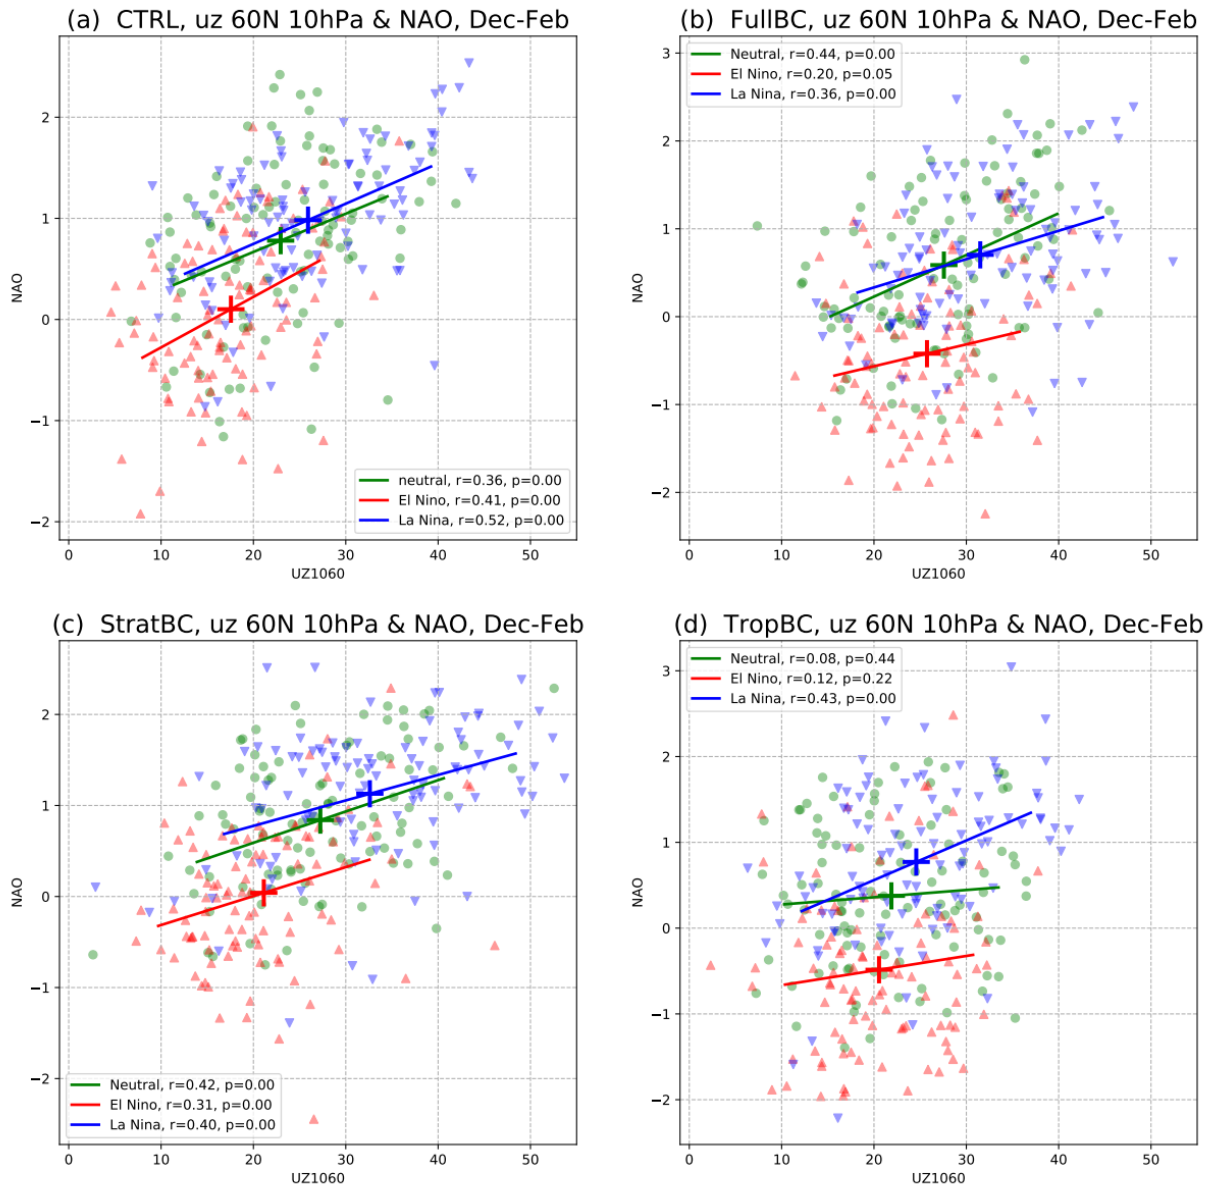 (a) CTRL, uz 60N 10hPa & NAO, Dec-Feb
NAO
2
1
0
−1
−2
neutral, r=0.36, p=0.00
El Nino, r=0.41, p=0.00
La Nina, r=0.52, p=0.00
0 10 20 30 40 50
UZ1060
(b) FullBC, uz 60N 10hPa & NAO, Dec-Feb
Neutral, r=0.44, p=0.00
El Nino, r=0.20, p=0.05
La Nina, r=0.36, p=0.00
NAO
3
2
1
0
−1
−2
0 10 20 30 40 50
UZ1060
(c) StratBC, uz 60N 10hPa & NAO, Dec-Feb
NAO
2
1
0
−1
−2
Neutral, r=0.42, p=0.00
El Nino, r=0.31, p=0.00
La Nina, r=0.40, p=0.00
0 10 20 30 40 50
UZ1060
(d) TropBC, uz 60N 10hPa & NAO, Dec-Feb
Neutral, r=0.08, p=0.44
El Nino, r=0.12, p=0.22
La Nina, r=0.43, p=0.00
NAO
3
2
1
0
−1
−2
0 10 20 30 40 50
UZ1060